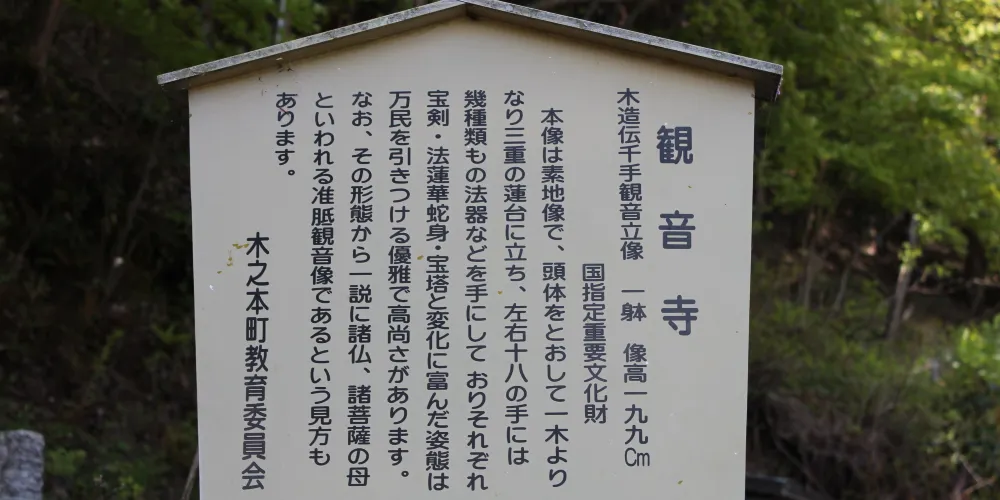 観音寺
木造伝千手観音立像 一躰 像高一九九Cm
国指定重要文化財
本像は素地像で、頭体をとおして一木より
なり三重の蓮台に立ち、左右十八の手には
幾種類もの法器などを手にして おりそれぞれ
宝剣・法蓮華蛇身・宝塔と変化に富んだ姿態は
万民を引きつける優雅で高尚さがあります。
なお、その形態から一説に諸仏、諸菩薩の母
といわれる准胝観音像であるという見方も
あります。
木之本町教育委員会